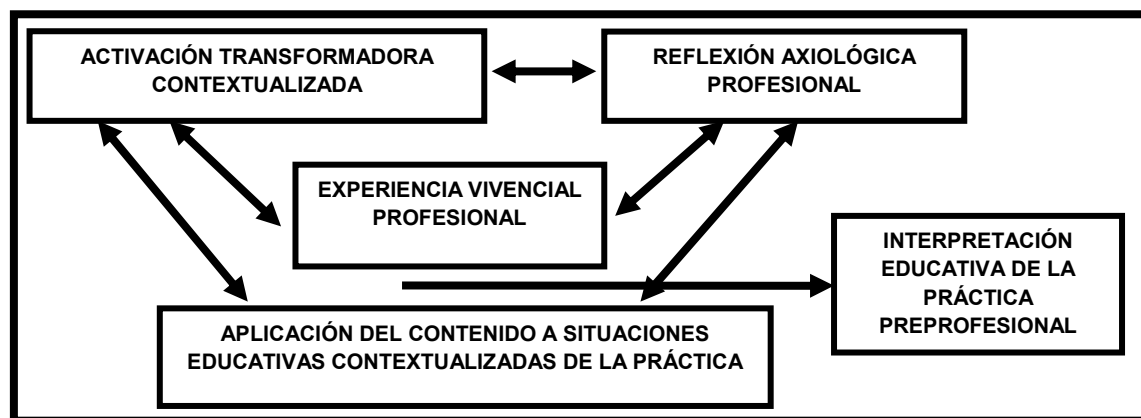 ACTIVACIÓN TRANSFORMADORA
CONTEXTUALIZADA
REFLEXIÓN AXIOLÓGICA
PROFESIONAL
EXPERIENCIA VIVENCIAL
PROFESIONAL
INTERPRETACIÓN
EDUCATIVA DE LA
PRÁCTICA
PREPROFESIONAL
APLICACIÓN DEL CONTENIDO A SITUACIONES
EDUCATIVAS CONTEXTUALIZADAS DE LA PRÁCTICA